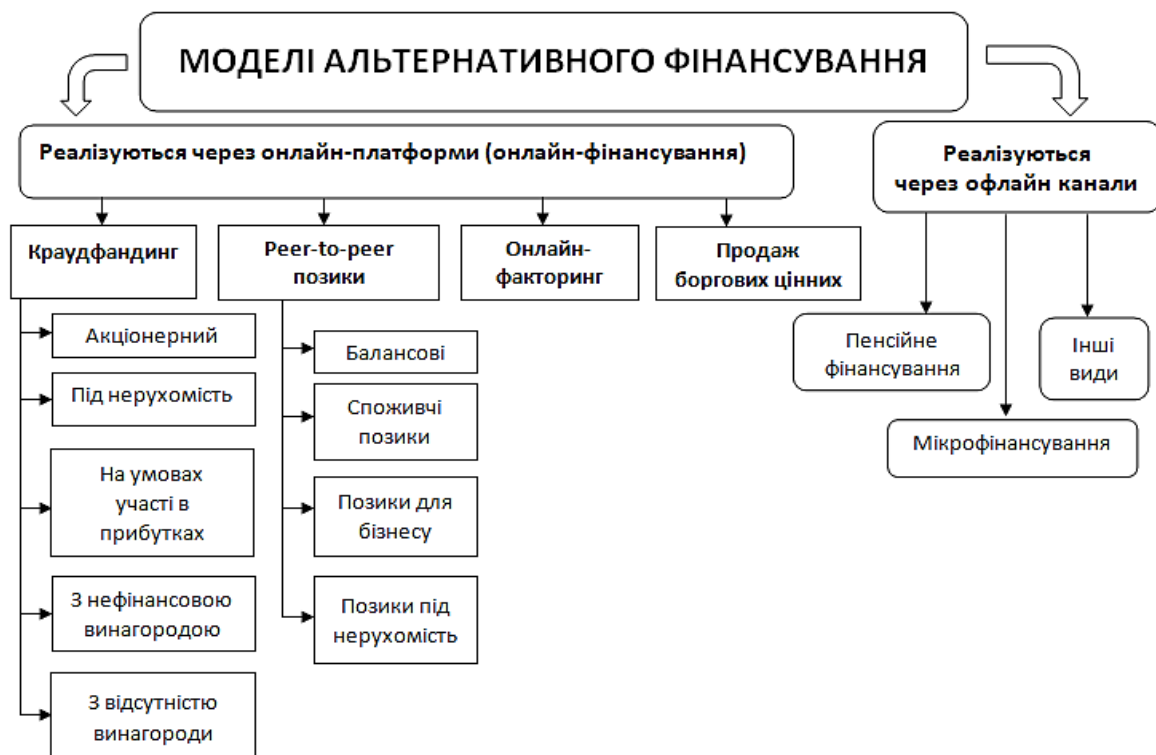 МОДЕЛІ АЛЬТЕРНАТИВНОГО ФІНАНСУВАННЯ
Реалізуються через онлайн-платформи (онлайн-фінансування)
Реалізуються
через офлайн канали
Краудфандинг
Peer-to-peer
позики
Онлайн-
факторинг
Продаж
боргових цінних
Акціонерний
Під нерухомість
На умовах
участі в
прибутках
З нефінансовою
винагородою
З відсутністю
винагороди
Балансові
Споживчі
позики
Позики для
бізнесу
Позики під
нерухомість
Пенсійне
фінансування
Інші
види
Мікрофінансування